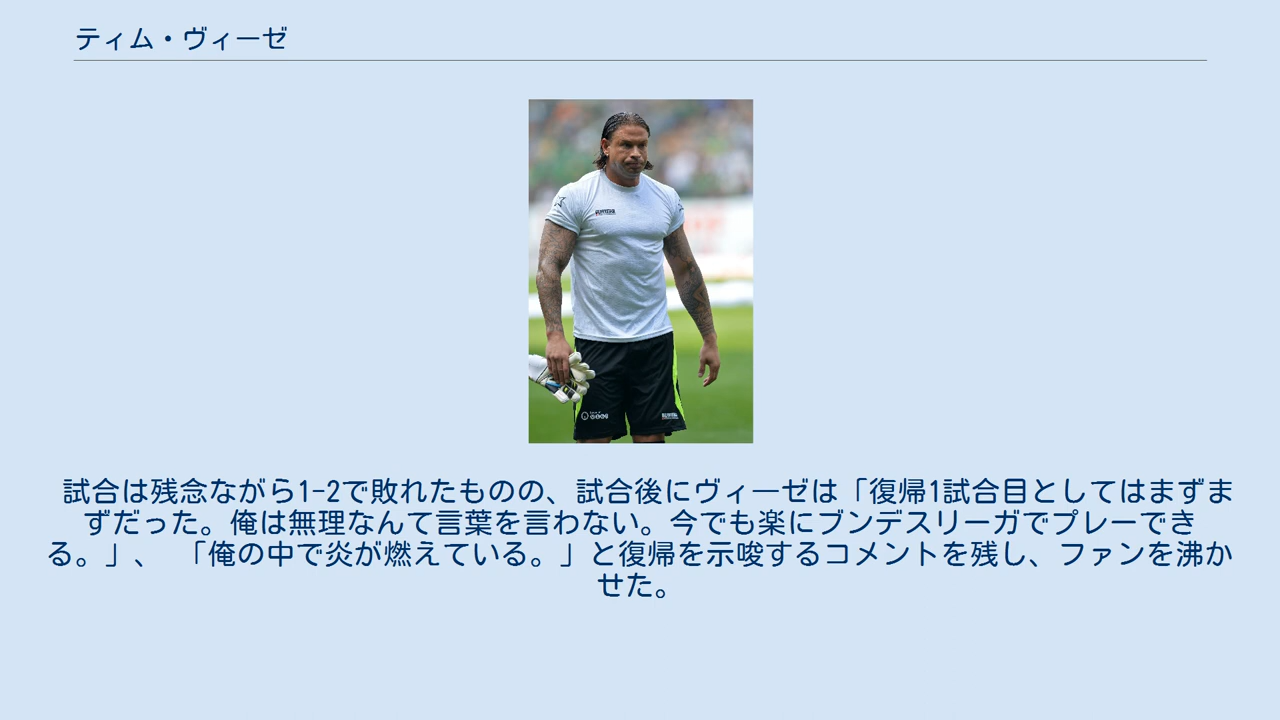 ティム・ヴィーゼ
試合は残念ながら1-2で敗れたものの、試合後にヴィーゼは「復帰1試合目としてはまずま
ずだった。俺は無理なんて言葉を言わない。今でも楽にブンデスリーガでプレーでき
る。」、　「俺の中で炎が燃えている。」と復帰を示唆するコメントを残し、ファンを沸か
せた。